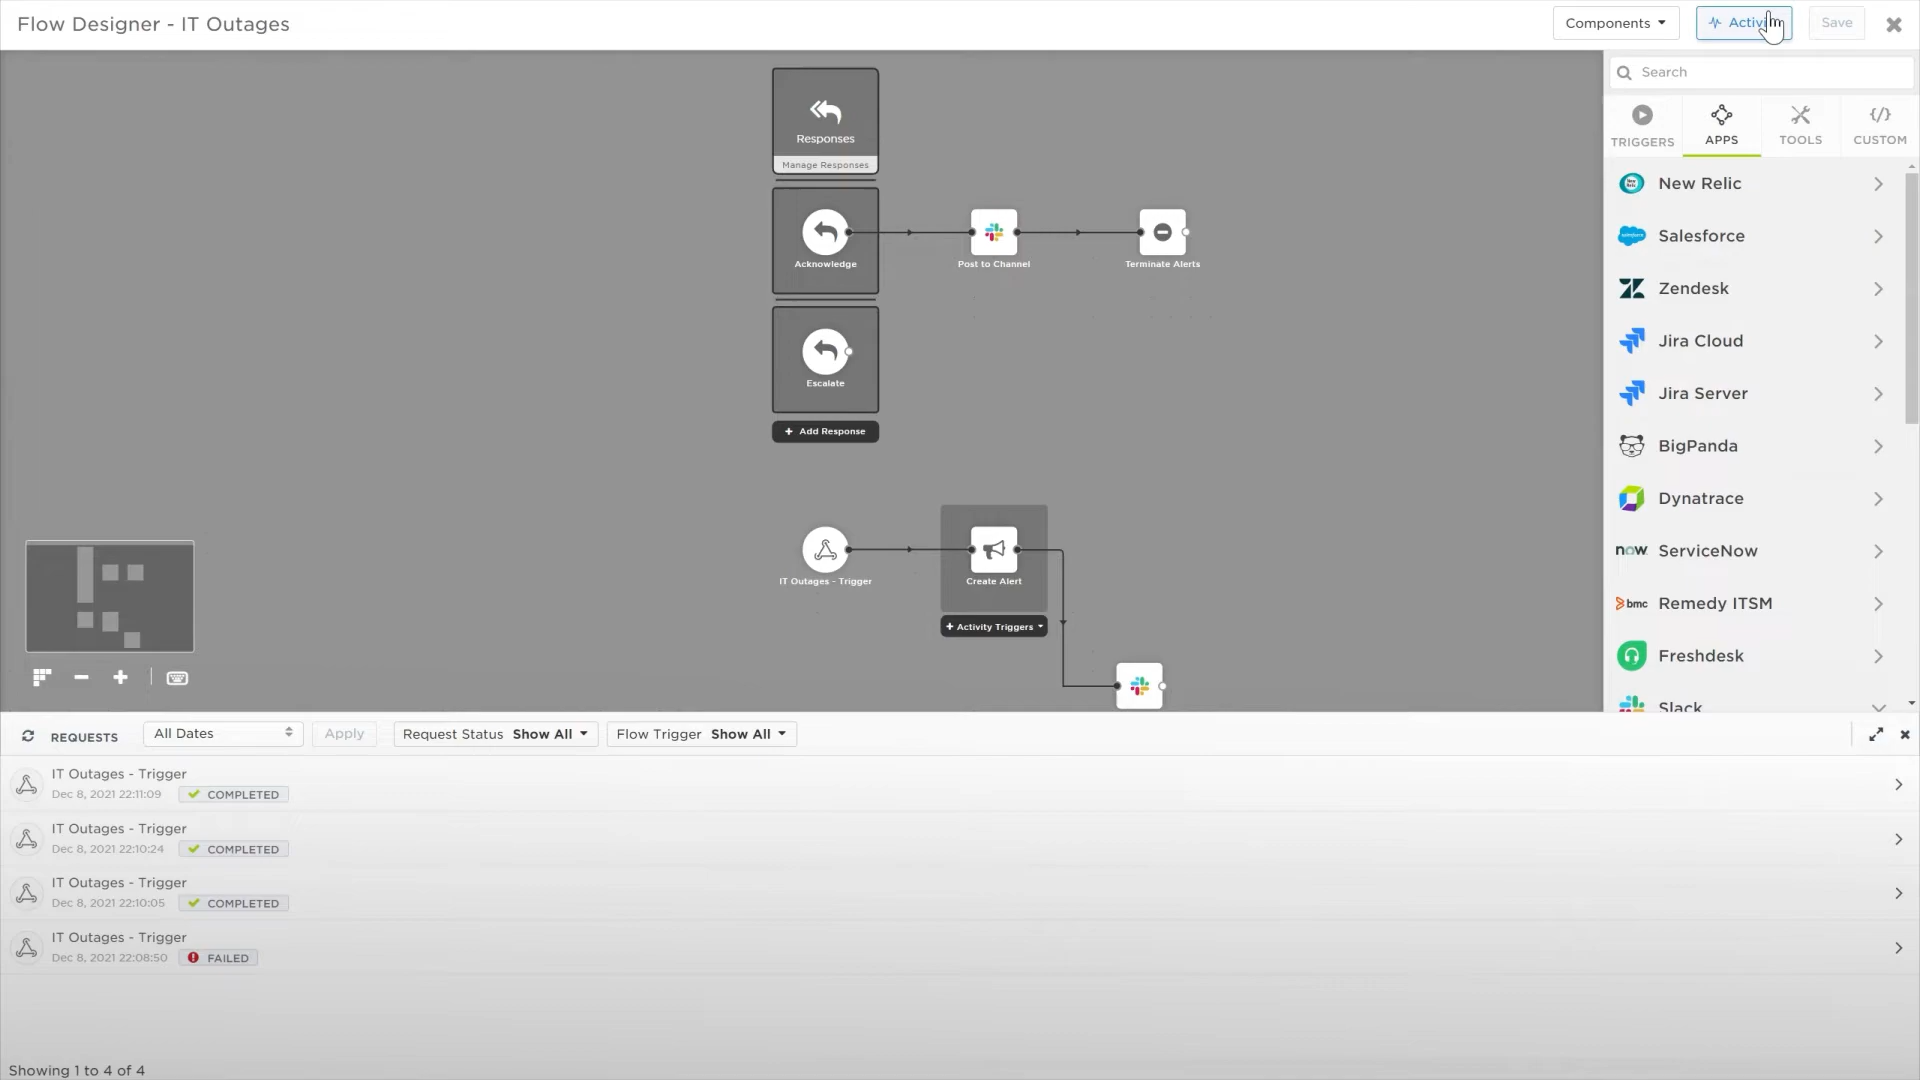 Flow Designer - IT Outages
Components
Save
Search
TRIGGERS
APPS
TOOLS
CUSTOM
Responses
Manage Responses
Acknowledge
Post to Channel
Terminate Alerts
Escalate
+ Add Response
IT Outages - Trigger
Create Alert
+ Activity Triggers
New Relic
Salesforce
Zendesk
Jira Cloud
Jira Server
BigPanda
Dynatrace
now.
ServiceNow
bmc
Remedy ITSM
Freshdesk
Slack
REQUESTS
All Dates
Apply
Request Status Show All
Flow Trigger Show All
IT Outages - Trigger
Dec 8, 2021 22:11:09 COMPLETED
IT Outages - Trigger
Dec 8, 2021 22:10:24 COMPLETED
IT Outages - Trigger
Dec 8, 2021 22:10:05 COMPLETED
IT Outages - Trigger
Dec 8, 2021 22:08:50 FAILED
Showing 1 to 4 of 4